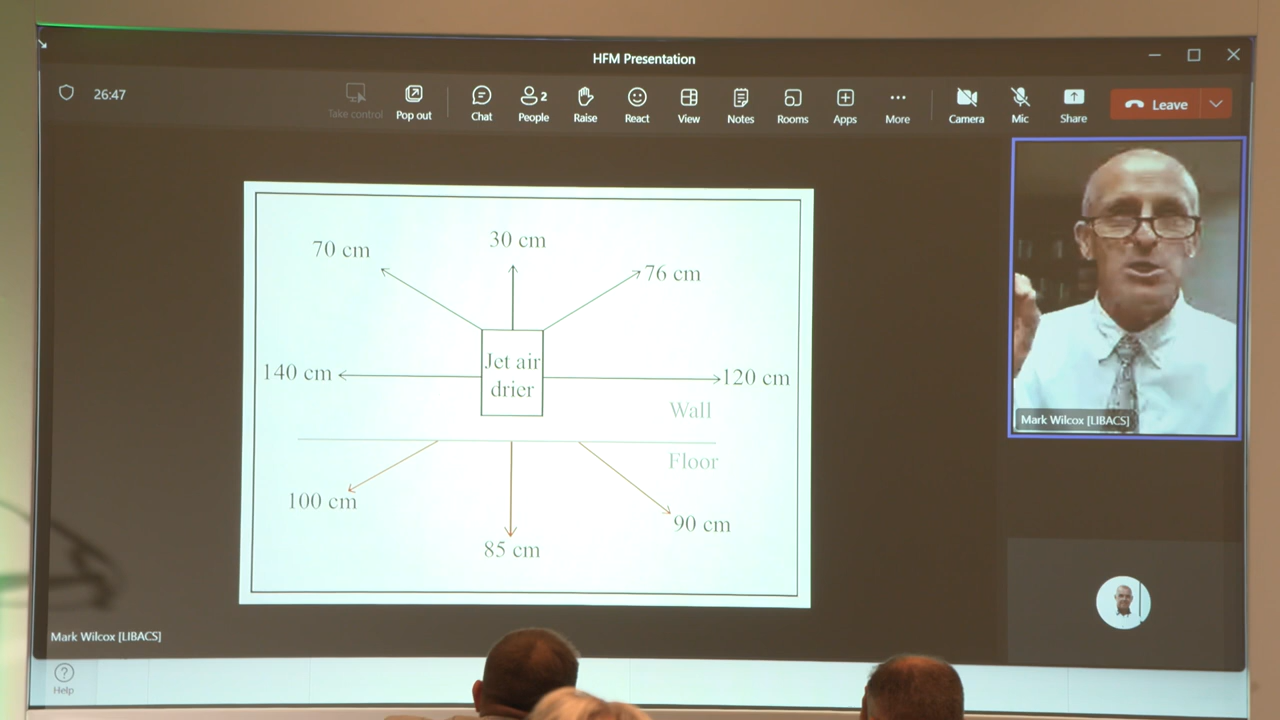 HFM Presentation
26:47
Take control
Pop out
Chat
2
People
Raise
React
View
Notes
Rooms
Apps
More
Camera
Mic
Share
Leave
70 cm
30 cm
76 cm
140 cm
Jet air
drier
120 cm
Wall
Floor
100 cm
85 cm
90 cm
Mark Wilcox [LIBACS]
Mark Wilcox [LIBACS]
?
Help